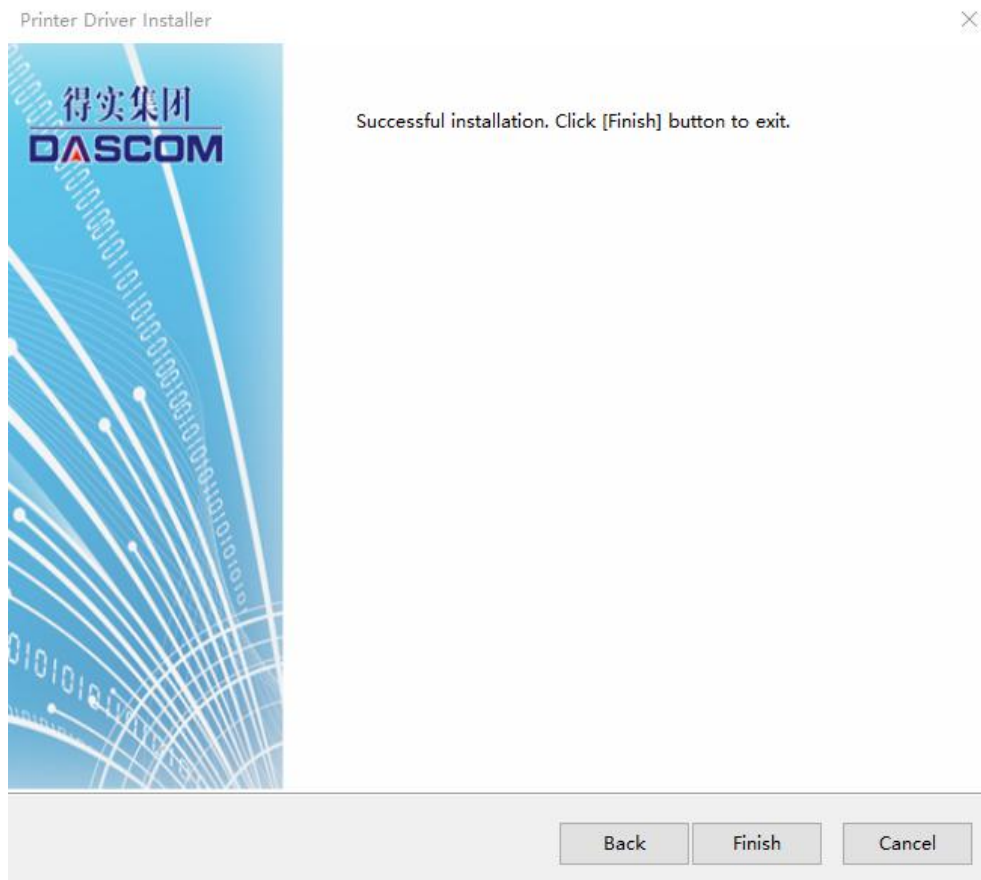 Printer Driver Installer
得实集团
DASCOM
Successful installation. Click [Finish] button to exit.
Back
Finish
Cancel